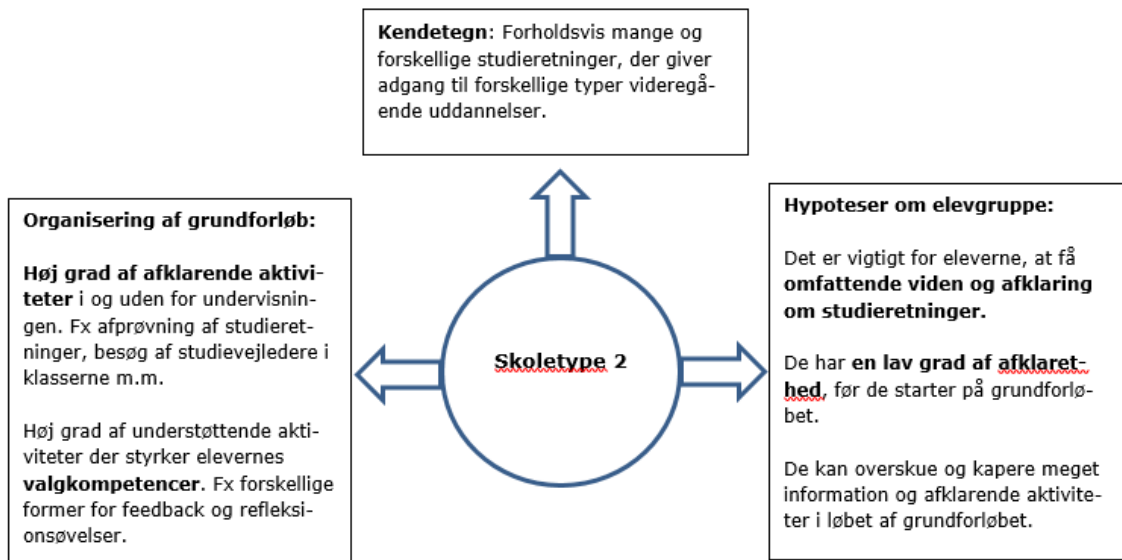 Kendetegn: Forholdsvis mange og
forskellige studieretninger, der giver
adgang til forskellige typer videregå-
ende uddannelser.
Organisering af grundforløb:
Høj grad af afklarende aktivi-
teter i og uden for undervisnin-
gen. Fx afprøvning af studieret-
ninger, besøg af studievejledere i
klasserne m.m.
Høj grad af understøttende akti-
viteter der styrker elevernes
valgkompetencer. Fx forskellige
former for feedback og refleksi-
onsøvelser.
Skoletype 2
Hypoteser om elevgruppe:
Det er vigtigt for eleverne, at få
omfattende viden og afklaring
om studieretninger.
De har en lav grad af afklaret-
hed, før de starter på grundforlø-
bet.
De kan overskue og kapere meget
information og afklarende aktivite-
ter i løbet af grundforløbet.